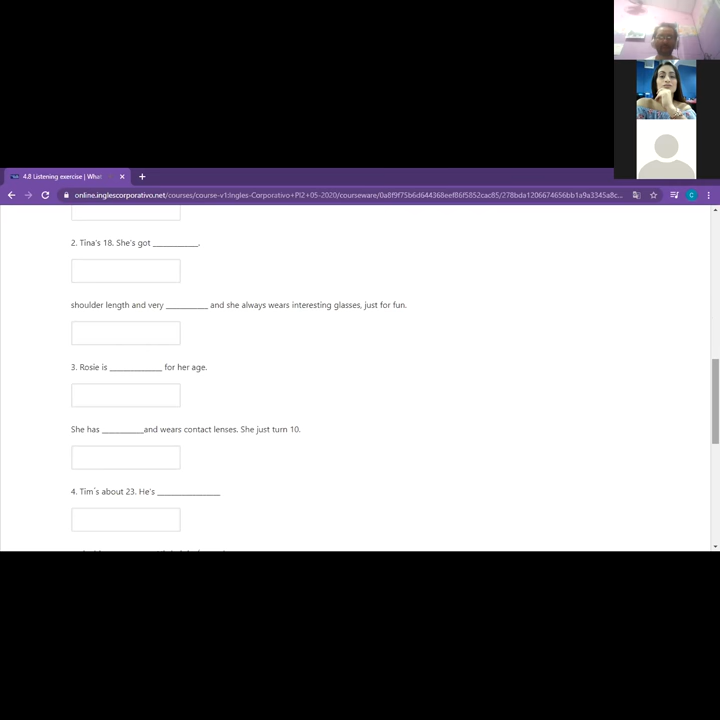 4.8 Listening exercise | What
online.inglescorporativo.net/courses/course-v1:Ingles-Corporativo+PI2+05-2020/courseware/0a8f9f75b6d644368eef86f5852cac85/278bda1206674656bb1a9a3345a8c...
C
2. Tina's 18. She's got __________.
shoulder length and very _________ and she always wears interesting glasses, just for fun.
3. Rosie is ___________ for her age.
She has _________and wears contact lenses. She just turn 10.
4. Tim´s about 23. He's ______________